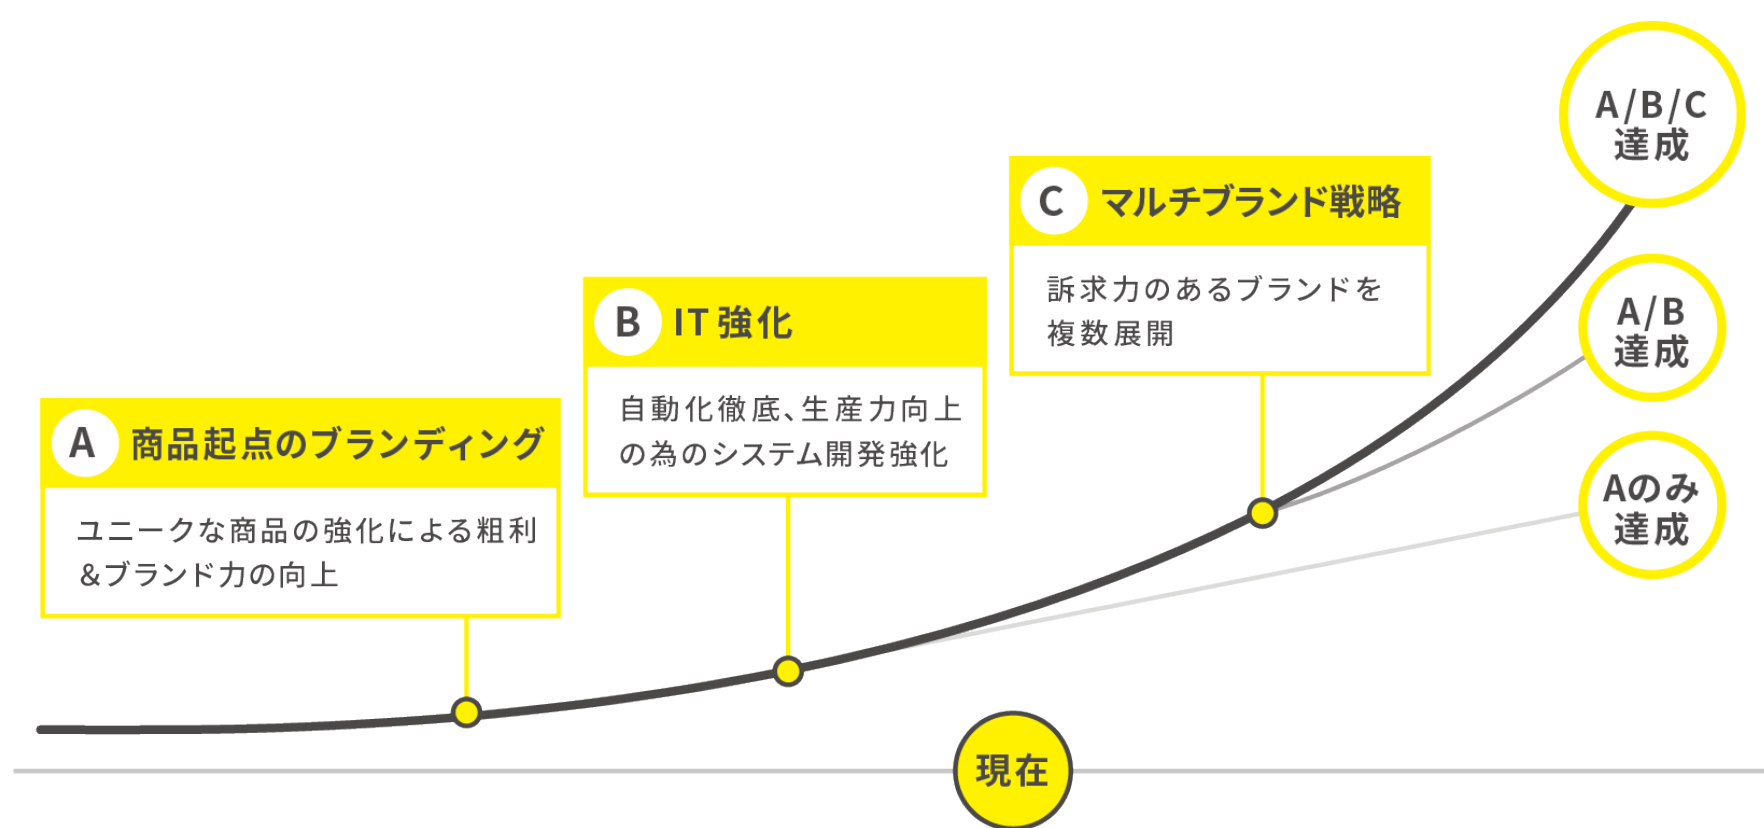 A 商品起点のブランディング
ユニークな商品の強化による粗利
&ブランド力の向上
B IT強化
自動化徹底、生産力向上
の為のシステム開発強化
C マルチブランド戦略
訴求力のあるブランドを
複数展開
A/B/C
達成
A/B
達成
Aのみ
達成
現在